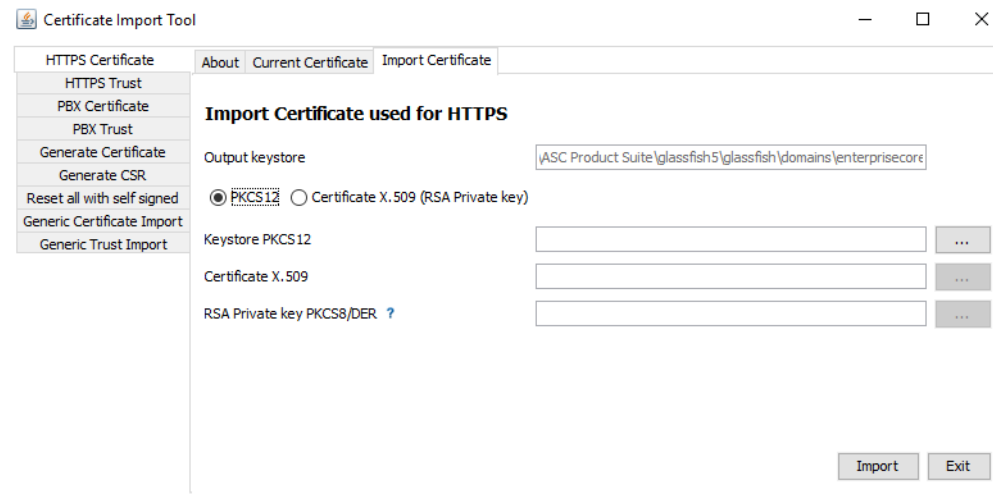 Certificate Import Tool
HTTPS Certificate
HTTPS Trust
PBX Certificate
PBX Trust
Generate Certificate
Generate CSR
Reset all with self signed
Generic Certificate Import
Generic Trust Import
About Current Certificate Import Certificate
Import Certificate used for HTTPS
Output keystore \ASC Product Suite\glassfish5\glassfish\domains\enterprisecore
PKCS12 Certificate X.509 (RSA Private key)
Keystore PKCS12 ...
Certificate X.509 ...
RSA Private key PKCS8/DER ? ...
Import Exit